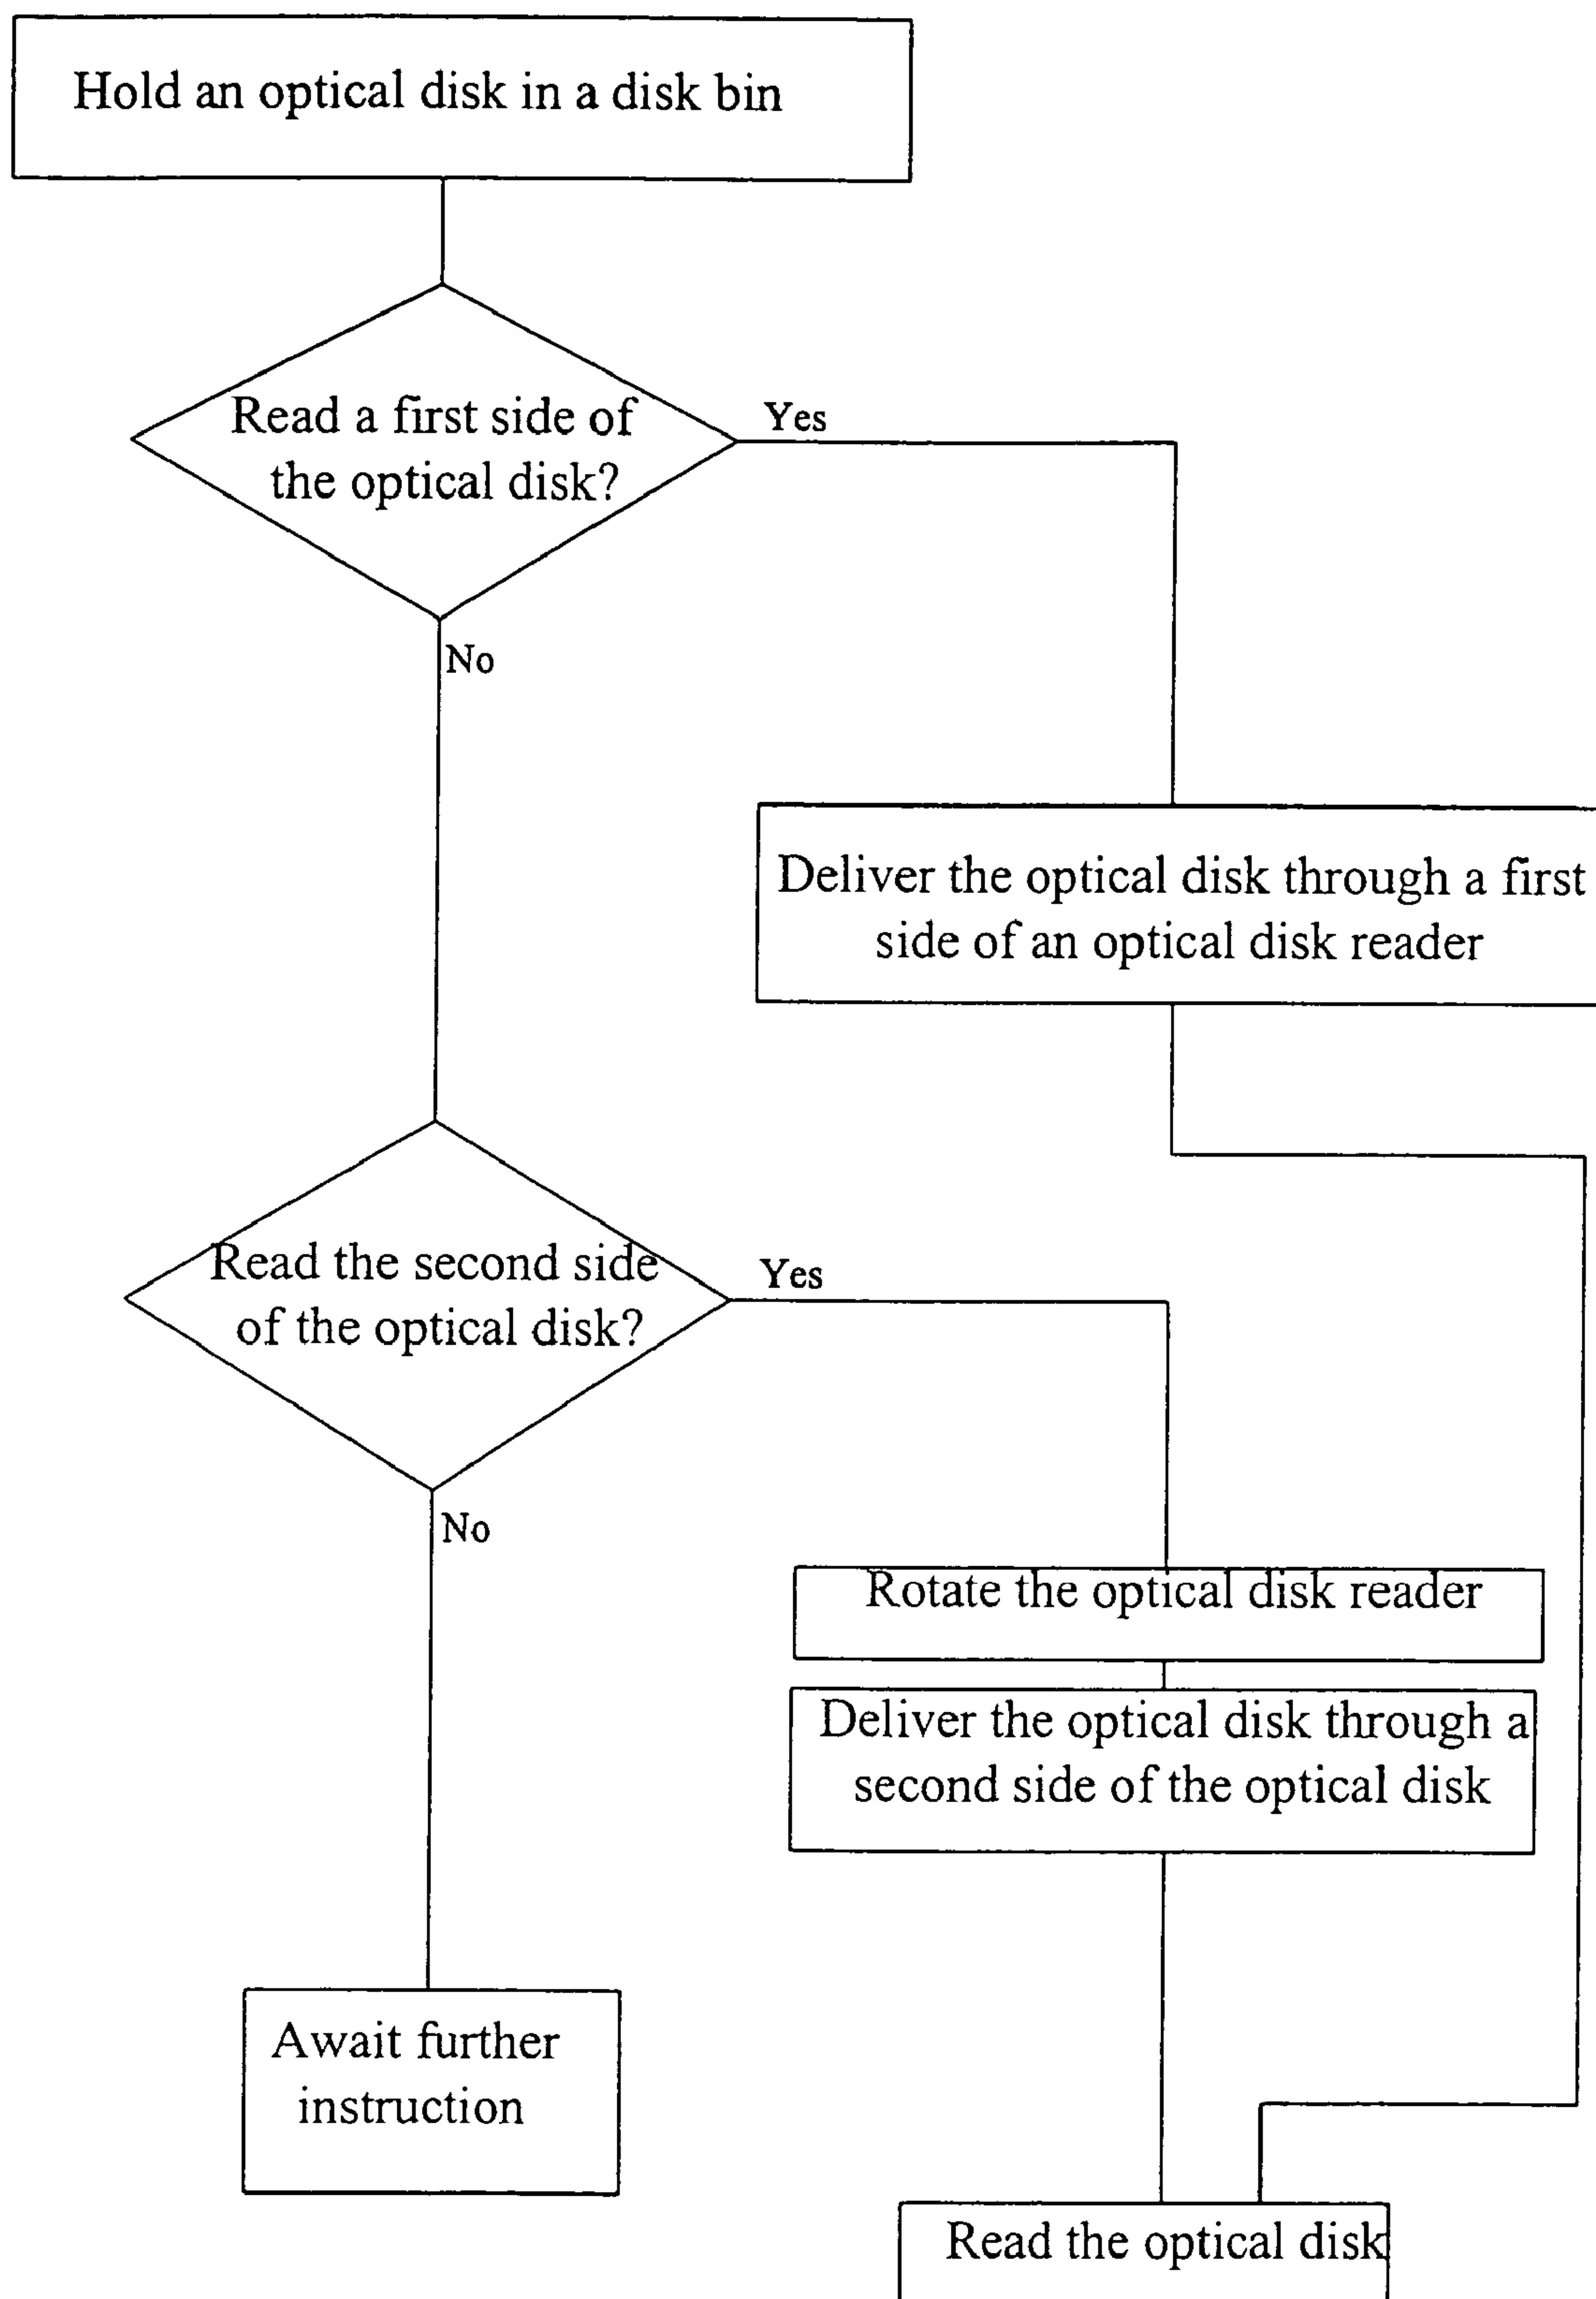 Hold an optical disk in a disk bin
Read a first side of
the optical disk?
Yes
No
Deliver the optical disk through a first
side of an optical disk reader
Read the second side
of the optical disk?
Yes
No
Rotate the optical disk reader
Deliver the optical disk through a
second side of the optical disk
Await further
instruction
Read the optical disk